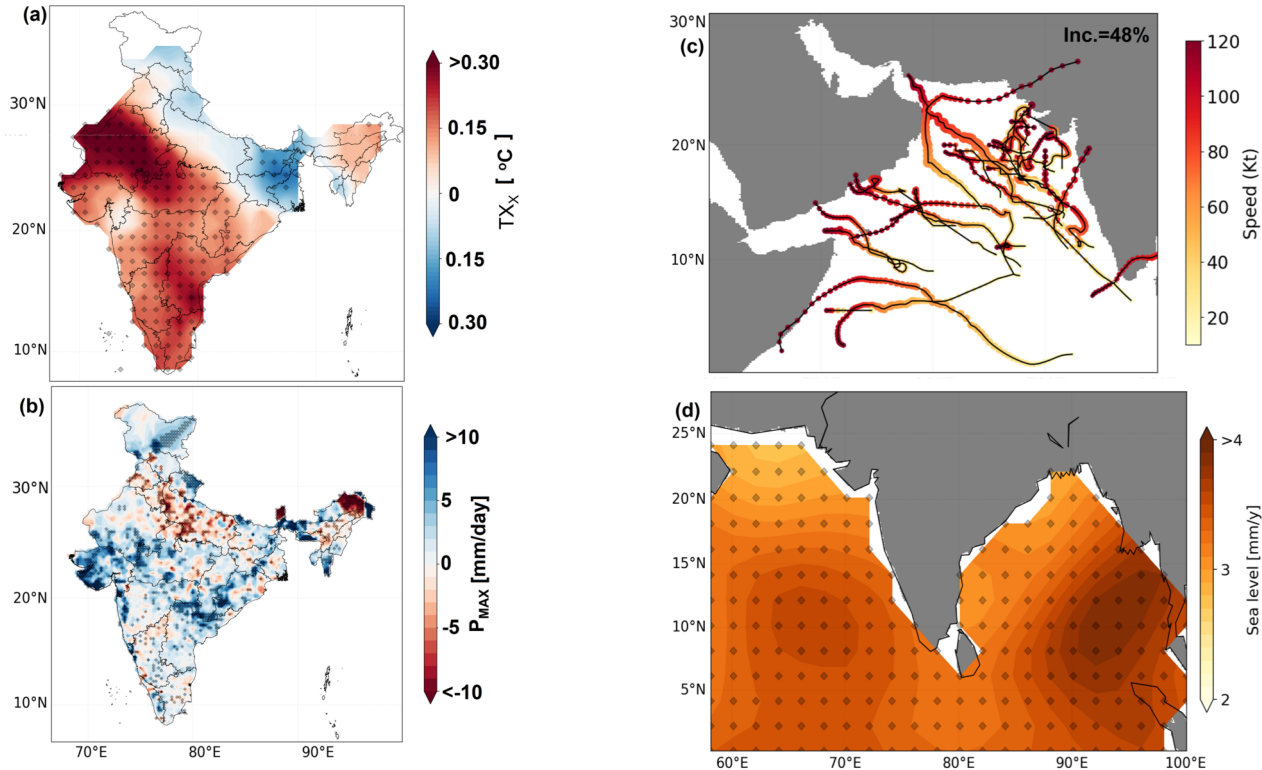 (a)
30°N
20°N
10°N
>0.30
0.15
0
0.15
0.30
TXX [ °C ]
(b)
30°N
20°N
10°N
70°E 80°E 90°E
>10
5
0
-5
<-10
PMAX [mm/day]
(c)
Inc.=48%
30°N
20°N
10°N
120
100
80
60
40
20
Speed (Kt)
(d)
25°N
20°N
15°N
10°N
5°N
60°E 70°E 80°E 90°E 100°E
>4
3
2
Sea level [mm/y]